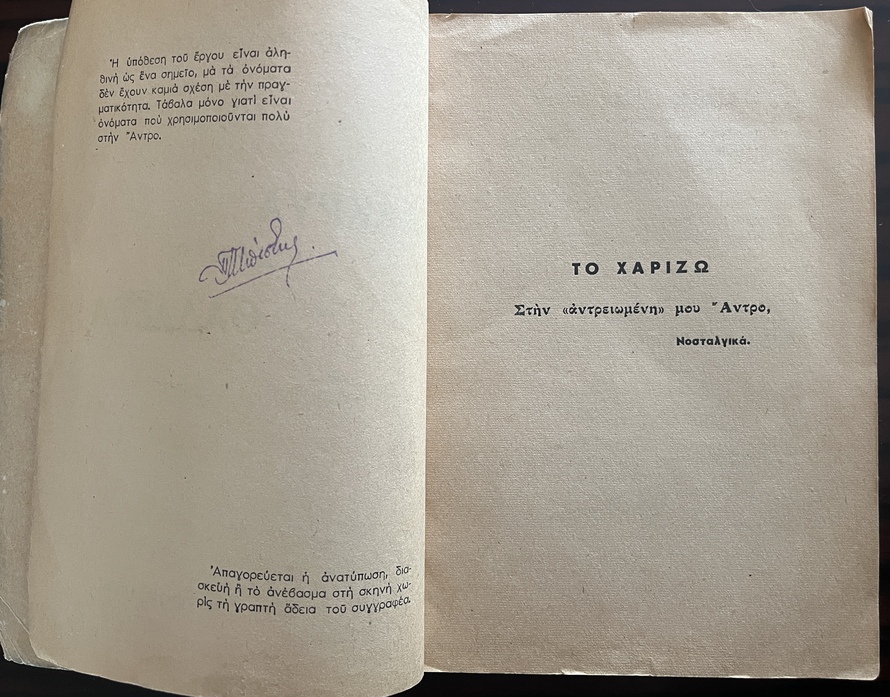 Ἡ ὑπόθεση τοῦ ἔργου εἶναι ἀλη-
θινὴ ὡς ἕνα σημεῖο, μὰ τὰ ὀνόματα
δὲν ἔχουν καμιὰ σχέση μὲ τὴν πραγ-
ματικότητα. Τἄβαλα μόνο γιατὶ εἶναι
ὀνόματα ποὺ χρησιμοποιοῦνται πολὺ
στὴν Ἄντρο.
Ἀπαγορεύεται ἡ ἀνατύπωση, δια-
σκευὴ ἢ τὸ ἀνέβασμα στὴ σκηνὴ χω-
ρὶς τὴ γραπτὴ ἄδεια τοῦ συγγραφέα.
ΤΟ ΧΑΡΙΖΩ
Στὴν «ἀντρειωμένη» μου Ἄντρο,
Νοσταλγικά.